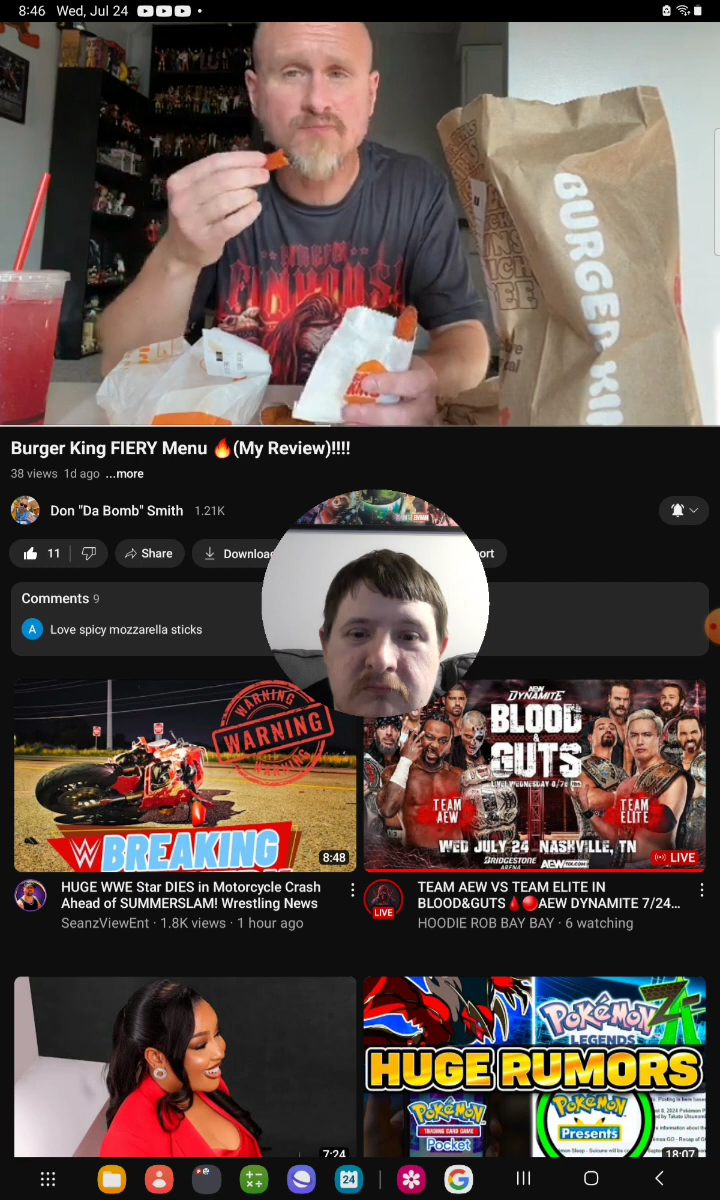 8:46 Wed, Jul 24
BURGER KI
Burger King FIERY Menu 🔥(My Review)!!!!
38 views 1d ago ...more
Don "Da Bomb" Smith 1.21K
11
Share
Downloa
ort
Comments 9
A
Love spicy mozzarella sticks
WARNING
WARNING
WARNING
W BREAKING
8:48
AEW
DYNAMITE
BLOOD
&
GUTS
TEAM
AEW
TEAM
ELITE
WED JULY 24 NASHVILLE, TN
BRIDGESTONE
ARENA
LIVE
HUGE WWE Star DIES in Motorcycle Crash
Ahead of SUMMERSLAM! Wrestling News
SeanzViewEnt · 1.8K views · 1 hour ago
LIVE
TEAM AEW VS TEAM ELITE IN
BLOOD&GUTS🩸🔴AEW DYNAMITE 7/24...
HOODIE ROB BAY BAY · 6 watching
7:24
Pokémon
LEGENDS
ZA
HUGE RUMORS
Pokémon
TRADING CARD GAME
Pocket
Pokémon
Presents
18:07
24
G